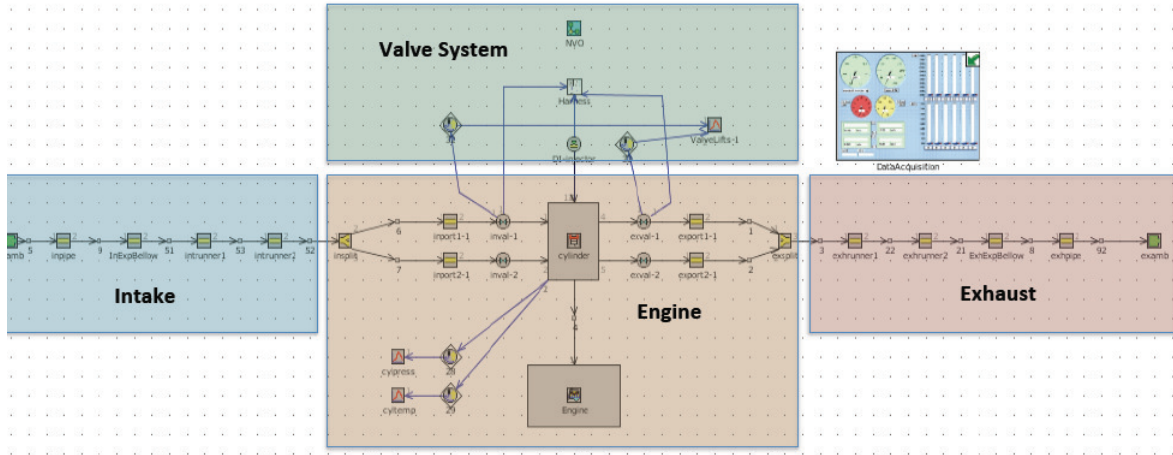 NVO
Valve System
Harness
32
ValveLifts-1
DI-injector
DataAcquisition
6
inport1-1
inval-1
cylinder
exval-1
export1-1
1
amb
5
inpipe
9
InExpBellow
51
intrunner1
53
intrunner2
52
insplit
exsplit
3
exhrunner1
22
exhrunner2
21
ExhExpBellow
8
exhpipe
92
examb
7
inport2-1
inval-2
exval-2
export2-1
2
Intake
Engine
Exhaust
4
cylpress
28
cyltemp
29
Engine